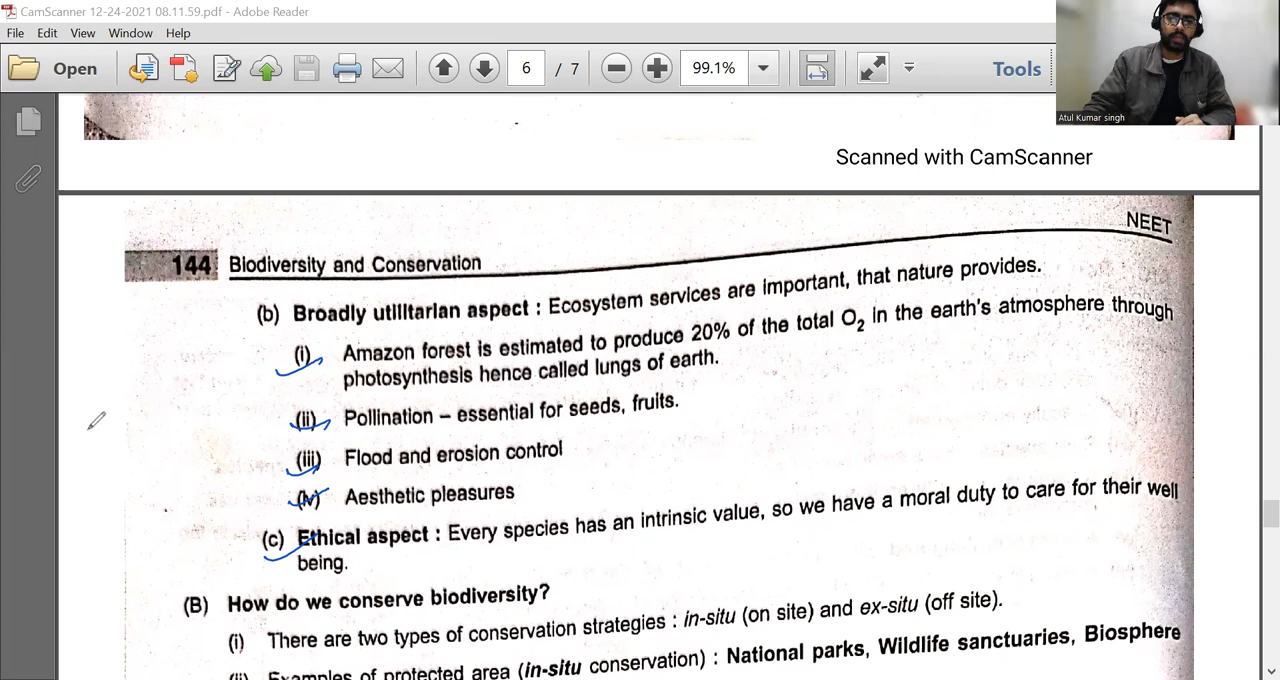 CamScanner 12-24-2021 08.11.59.pdf - Adobe Reader
File Edit View Window Help
Open 6 / 7 99.1% Tools
Atul Kumar singh
Scanned with CamScanner
NEET
144 Biodiversity and Conservation
(b) Broadly utilitarian aspect : Ecosystem services are important, that nature provides.
(i) Amazon forest is estimated to produce 20% of the total O2 in the earth's atmosphere through
photosynthesis hence called lungs of earth.
(ii) Pollination – essential for seeds, fruits.
(iii) Flood and erosion control
(iv) Aesthetic pleasures
(c) Ethical aspect : Every species has an intrinsic value, so we have a moral duty to care for their well
being.
(B) How do we conserve biodiversity?
(i) There are two types of conservation strategies : in-situ (on site) and ex-situ (off site).
(ii) Examples of protected area (in-situ conservation) : National parks, Wildlife sanctuaries, Biosphere